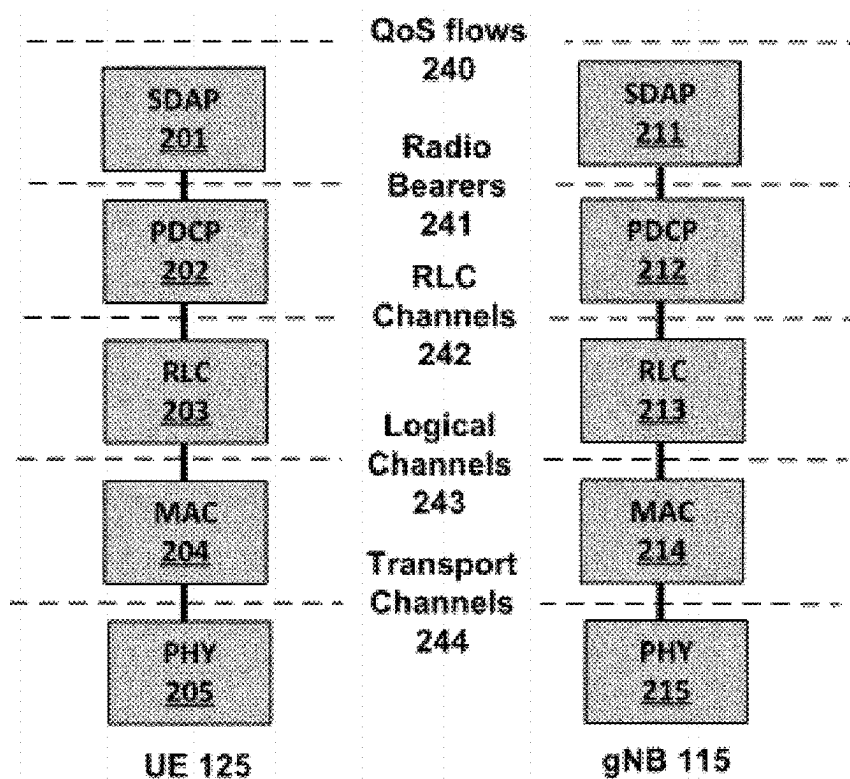 QoS flows
240
SDAP
201
SDAP
211
Radio
Bearers
241
PDCP
202
PDCP
212
RLC
Channels
242
RLC
203
RLC
213
Logical
Channels
243
MAC
204
MAC
214
Transport
Channels
244
PHY
205
PHY
215
UE 125
gNB 115